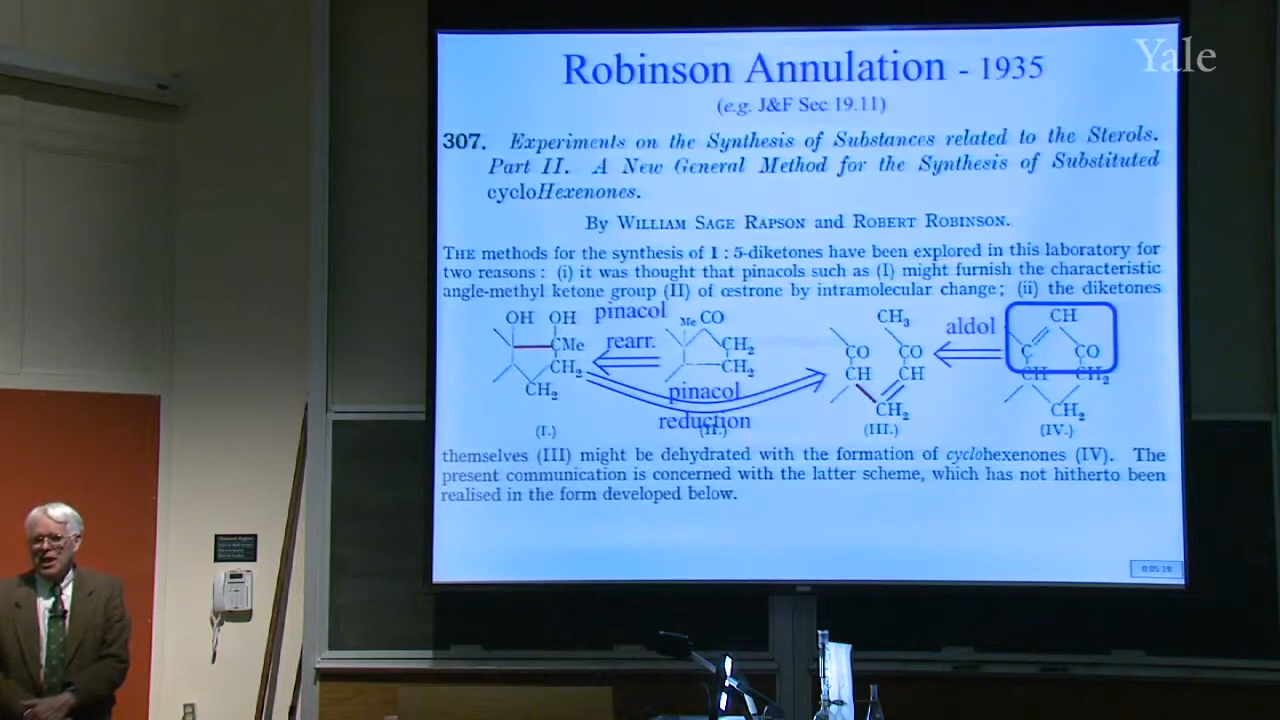 Yale
Robinson Annulation - 1935
(e.g. J&F Sec 19.11)
307. Experiments on the Synthesis of Substances related to the Sterols.
Part II. A New General Method for the Synthesis of Substituted
cycloHexenones.
By WILLIAM SAGE RAPSON and ROBERT ROBINSON.
THE methods for the synthesis of 1 : 5-diketones have been explored in this laboratory for
two reasons : (i) it was thought that pinacols such as (I) might furnish the characteristic
angle-methyl ketone group (II) of œstrone by intramolecular change ; (ii) the diketones
OH OH pinacol Me CO CH3 aldol CH
rearr.
CMe CH2 CO CO C CO
CH2 CH2 CH CH CH CH2
CH2 pinacol CH2 CH2
reduction
(I.) (II.) (III.) (IV.)
themselves (III) might be dehydrated with the formation of cyclohexenones (IV). The
present communication is concerned with the latter scheme, which has not hitherto been
realised in the form developed below.
0:05:18